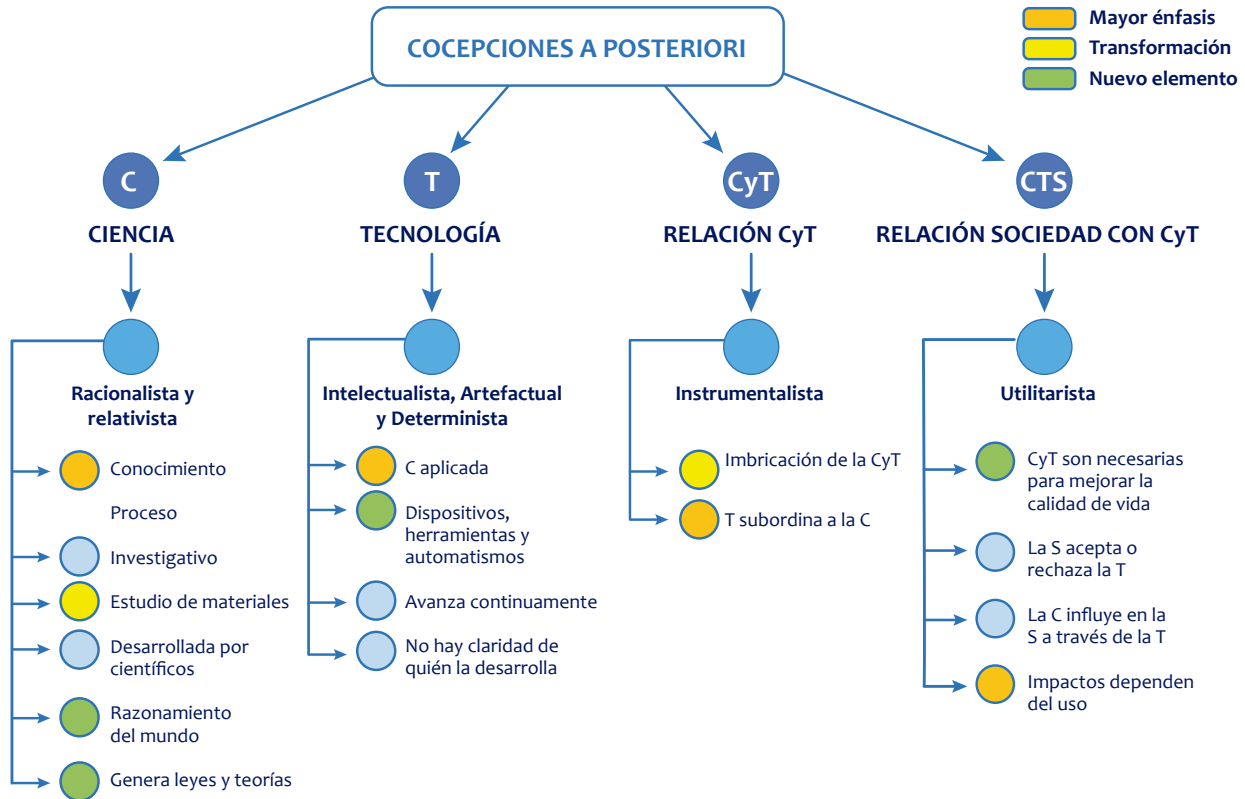 COCEPCIONES A POSTERIORI
Mayor énfasis
Transformación
Nuevo elemento
C
CIENCIA
Racionalista y
relativista
Conocimiento
Proceso
Investigativo
Estudio de materiales
Desarrollada por
científicos
Razonamiento
del mundo
Genera leyes y teorías
T
TECNOLOGÍA
Intelectualista, Artefactual
y Determinista
C aplicada
Dispositivos,
herramientas y
automatismos
Avanza continuamente
No hay claridad de
quién la desarrolla
CyT
RELACIÓN CyT
Instrumentalista
Imbricación de la CyT
T subordina a la C
CTS
RELACIÓN SOCIEDAD CON CyT
Utilitarista
CyT son necesarias
para mejorar la
calidad de vida
La S acepta o
rechaza la T
La C influye en la
S a través de la T
Impactos dependen
del uso